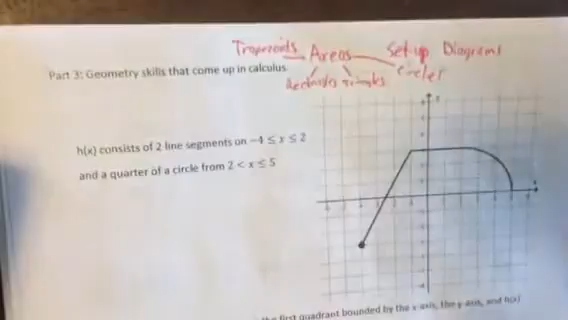 Trapezoids Areas Set-up Diagrams
Rectangles triangles circles
Part 3: Geometry skills that come up in calculus
h(x) consists of 2 line segments on −4 ≤ x ≤ 2
and a quarter of a circle from 2 < x ≤ 5
the first quadrant bounded by the x-axis, the y-axis, and h(x)